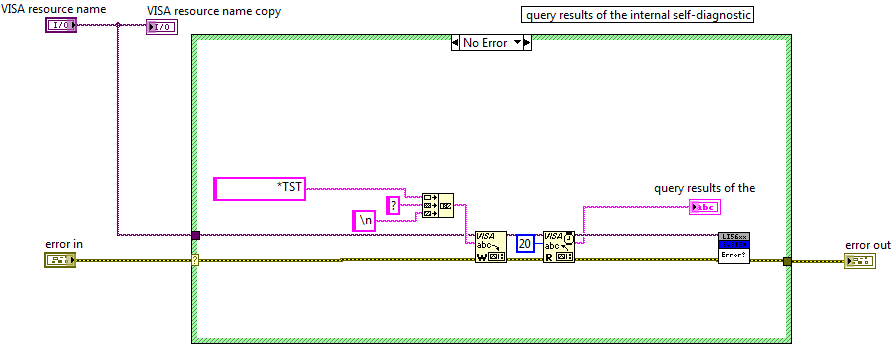 VISA resource name
VISA resource name copy
query results of the internal self-diagnostic
I/O
I/O
No Error
*TST
?
\n
query results of the
abc
VISA
abc
W
20
VISA
abc
R
LIS6xx
Error?
error in
error out
?